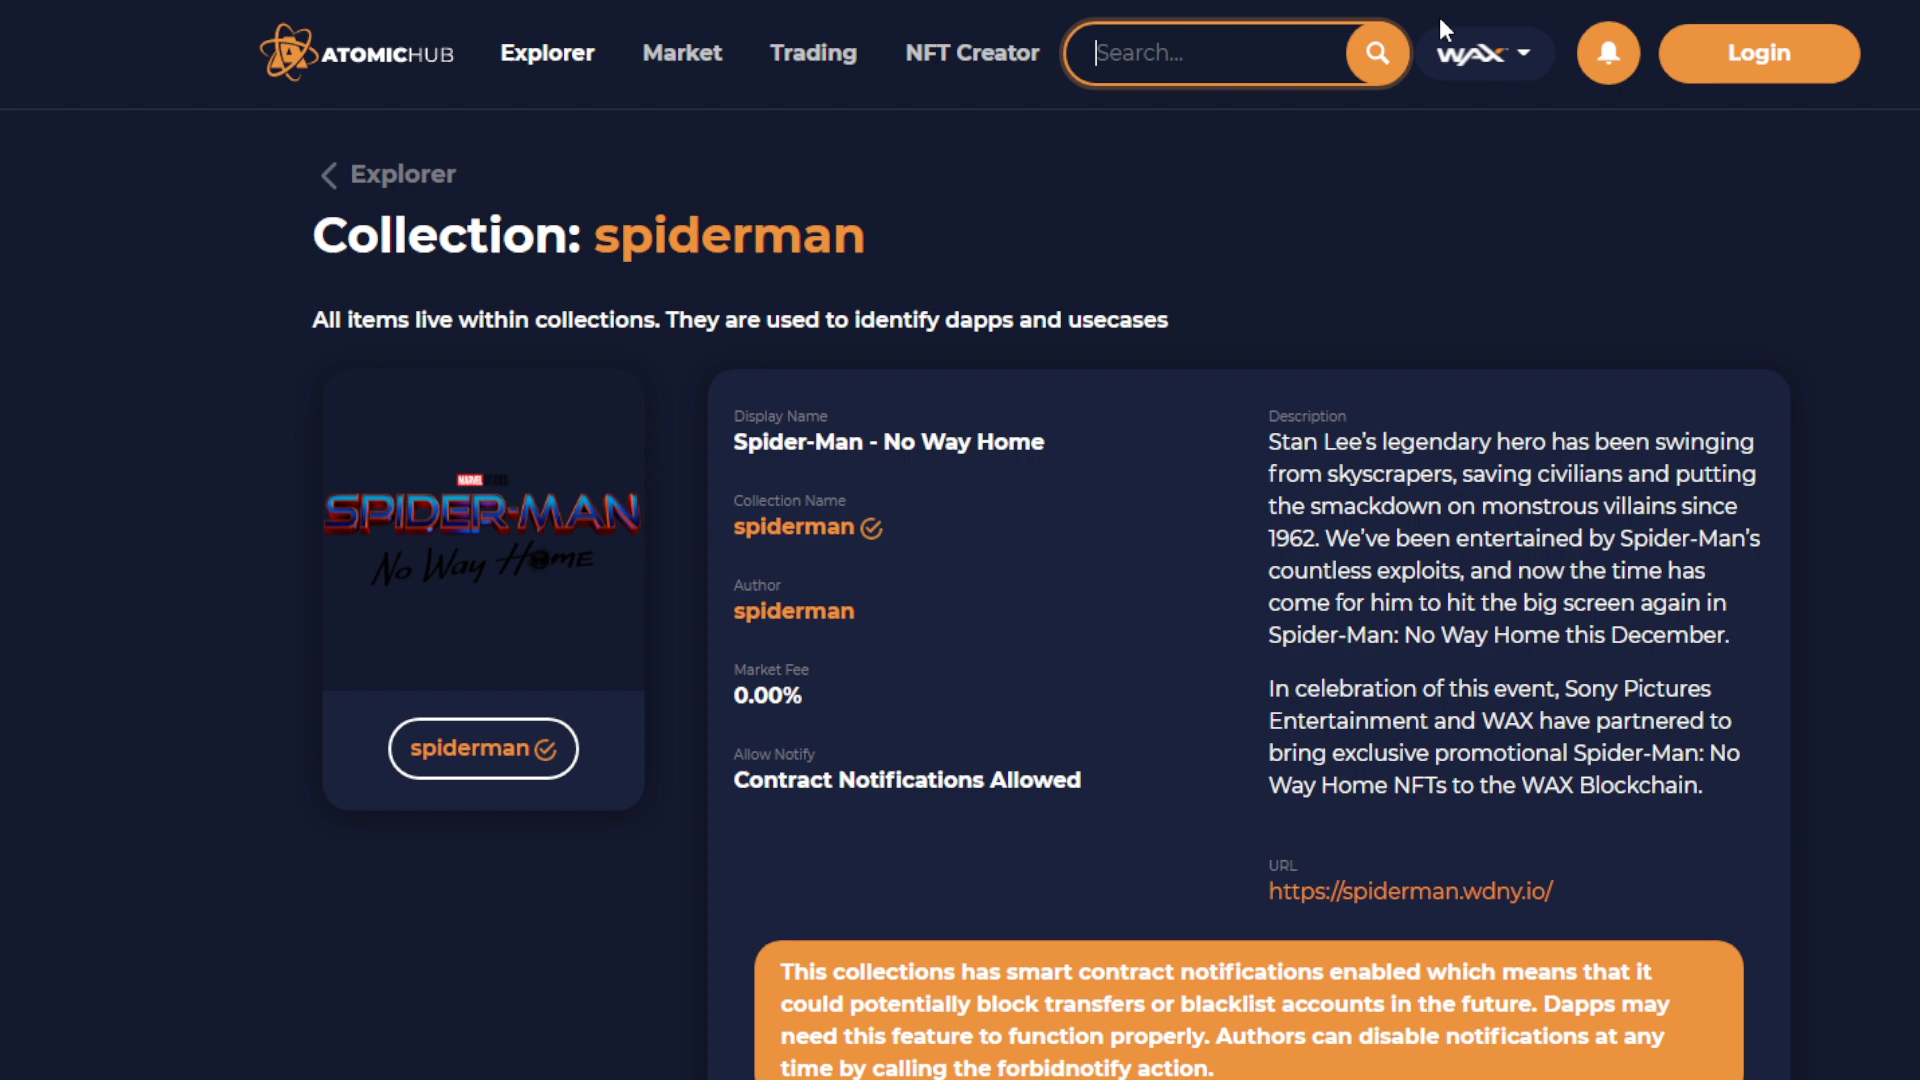 ATOMICHUB Explorer Market Trading NFT Creator Search... WAX Login
Explorer
Collection: spiderman
All items live within collections. They are used to identify dapps and usecases
MARVEL STUDIOS
SPIDER-MAN
No Way Home
spiderman
Display Name
Spider-Man - No Way Home
Collection Name
spiderman
Author
spiderman
Market Fee
0.00%
Allow Notify
Contract Notifications Allowed
Description
Stan Lee’s legendary hero has been swinging
from skyscrapers, saving civilians and putting
the smackdown on monstrous villains since
1962. We’ve been entertained by Spider-Man’s
countless exploits, and now the time has
come for him to hit the big screen again in
Spider-Man: No Way Home this December.
In celebration of this event, Sony Pictures
Entertainment and WAX have partnered to
bring exclusive promotional Spider-Man: No
Way Home NFTs to the WAX Blockchain.
URL
https://spiderman.wdny.io/
This collections has smart contract notifications enabled which means that it
could potentially block transfers or blacklist accounts in the future. Dapps may
need this feature to function properly. Authors can disable notifications at any
time by calling the forbidnotify action.